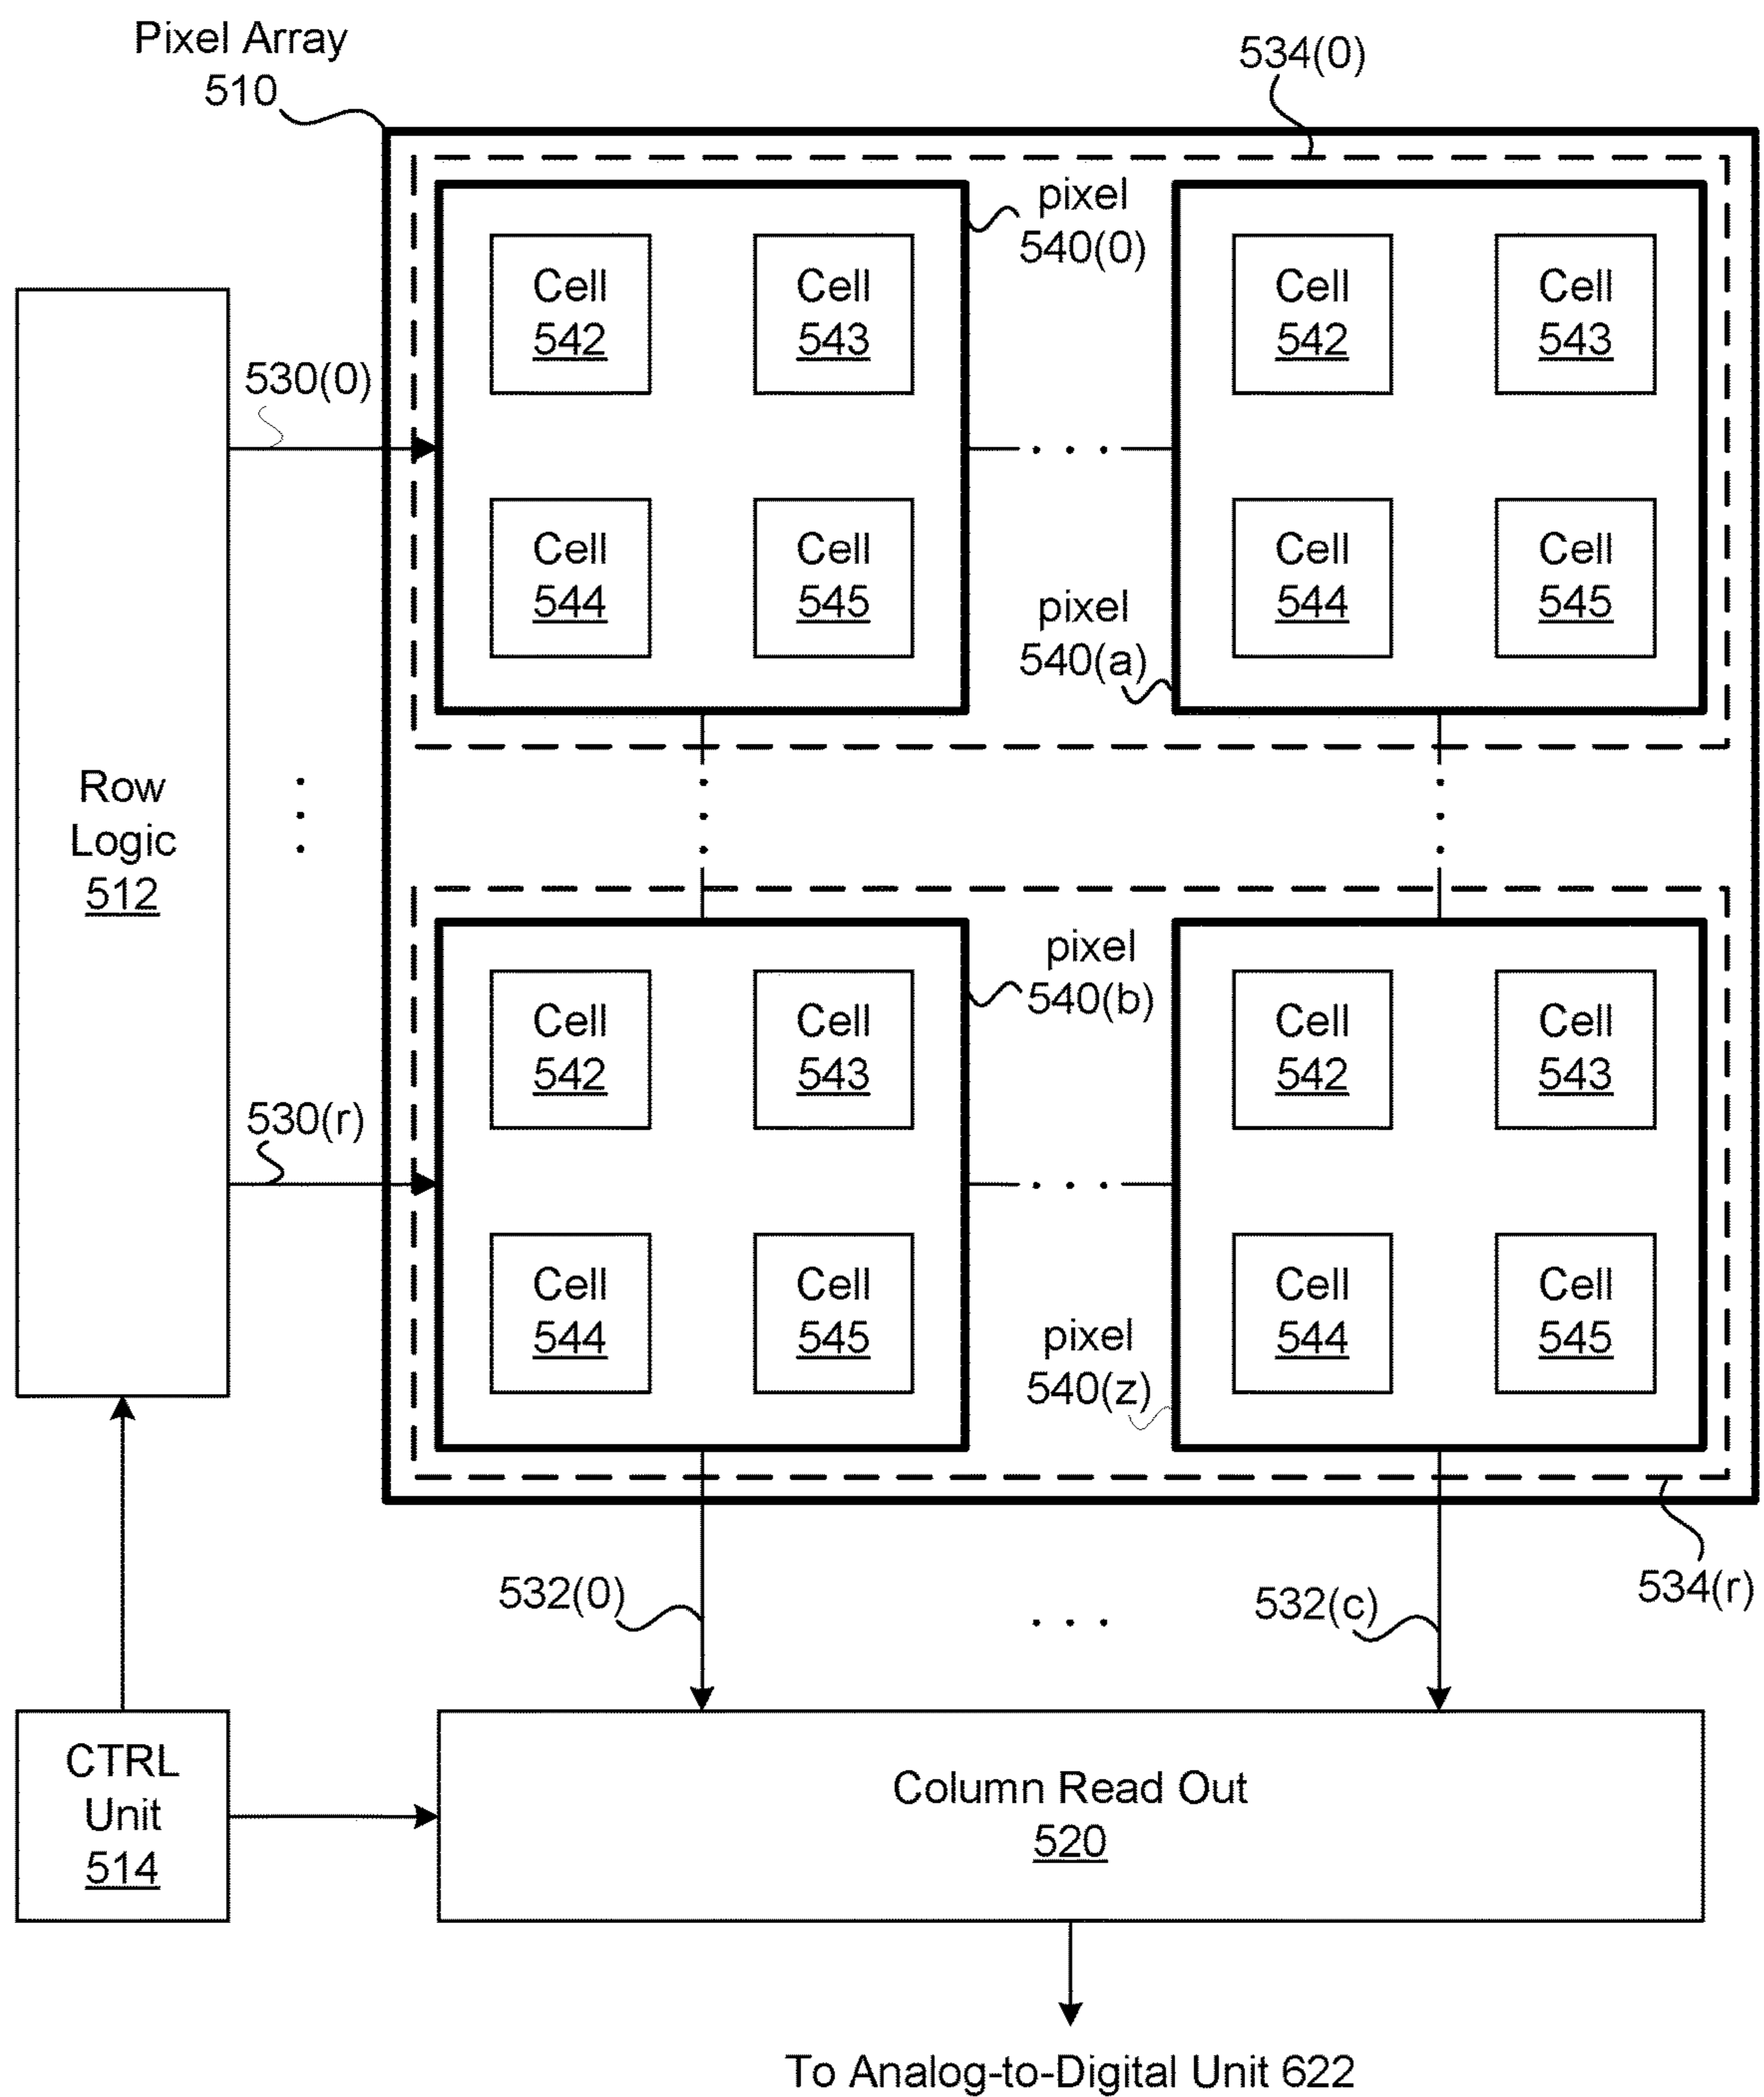 Pixel Array
510
534(0)
pixel
540(0)
Cell
542
Cell
543
Cell
542
Cell
543
530(0)
Cell
544
Cell
545
pixel
540(a)
Cell
544
Cell
545
Row
Logic
512
pixel
540(b)
Cell
542
Cell
543
Cell
542
Cell
543
530(r)
Cell
544
Cell
545
pixel
540(z)
Cell
544
Cell
545
532(0)
532(c)
534(r)
CTRL
Unit
514
Column Read Out
520
To Analog-to-Digital Unit 622